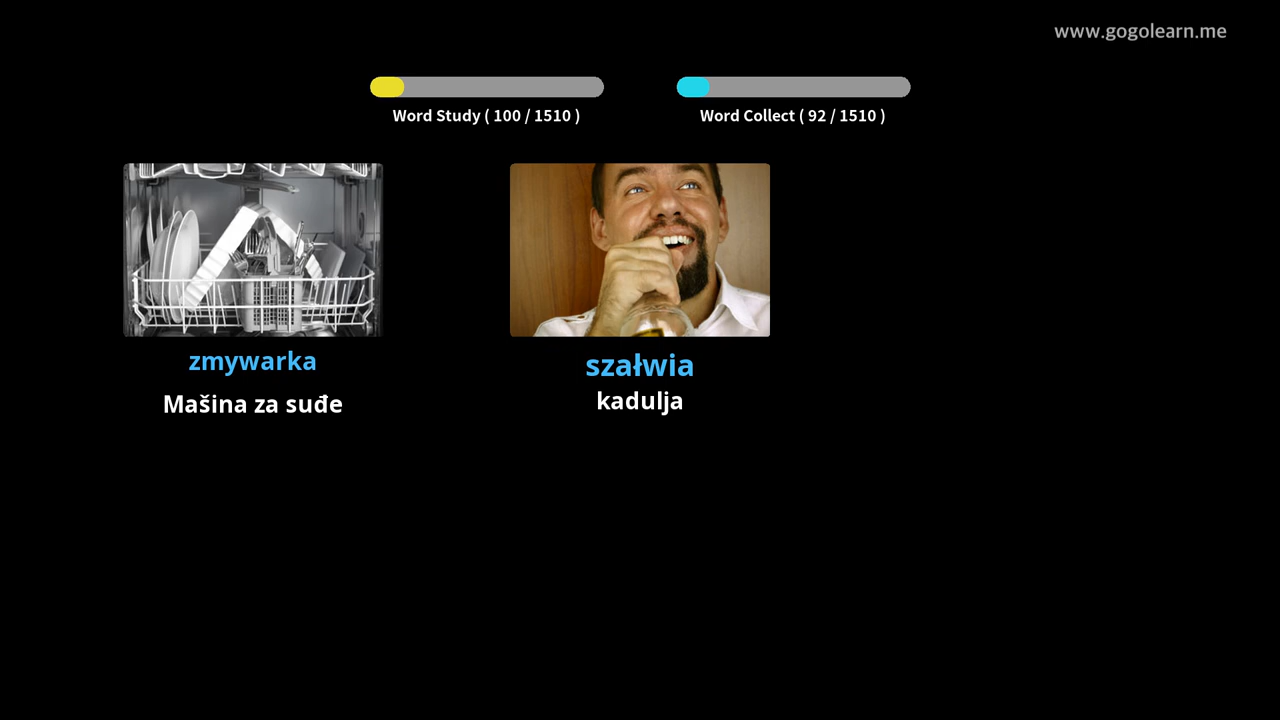 www.gogolearn.me
Word Study ( 100 / 1510 )
Word Collect ( 92 / 1510 )
zmywarka
Mašina za suđe
szałwia
kadulja